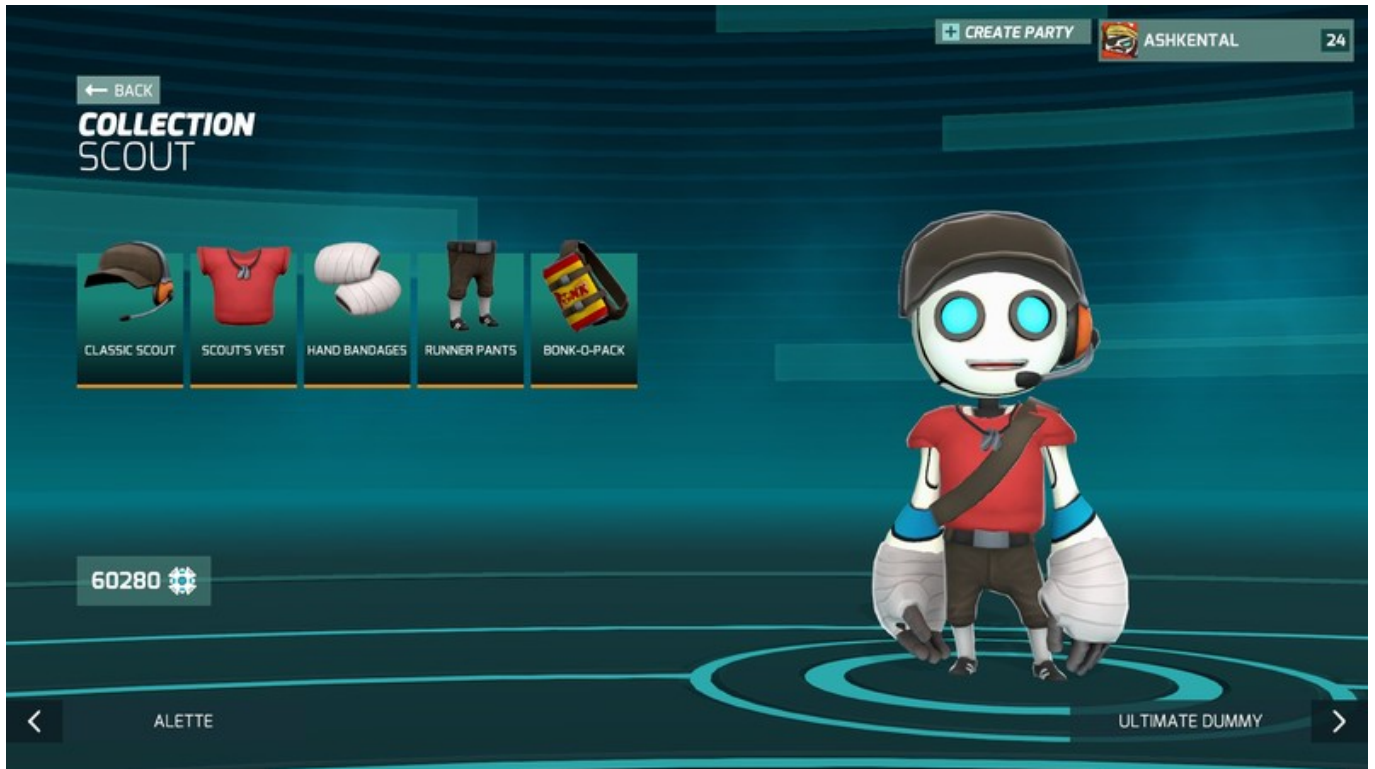 CREATE PARTY
ASHKENTAL
24
BACK
COLLECTION
SCOUT
CLASSIC SCOUT
SCOUT'S VEST
HAND BANDAGES
RUNNER PANTS
BONK-O-PACK
60280
ALETTE
ULTIMATE DUMMY